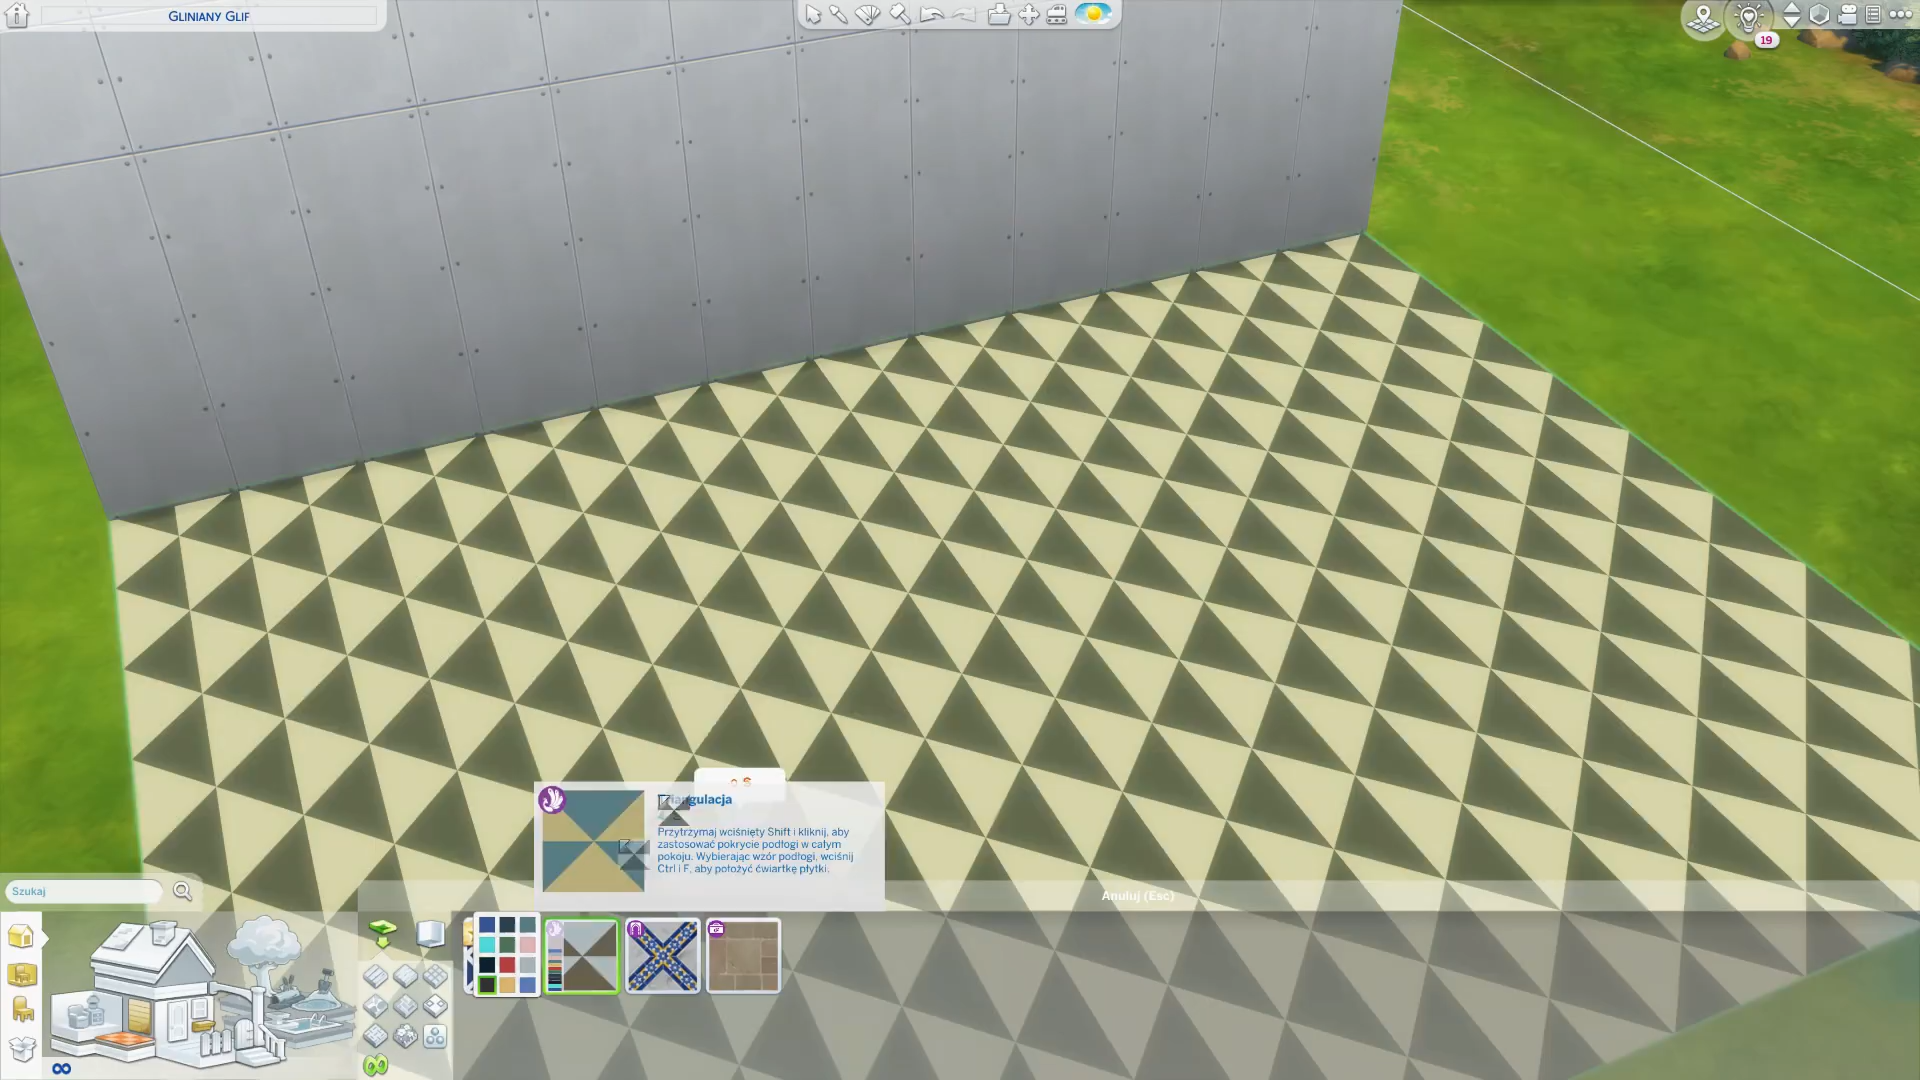 Gliniany Glif
19
0 $
Przytrzymaj wciśnięty Shift i kliknij, aby
zastosować pokrycie podłogi w całym
pokoju. Wybierając wzór podłogi, wciśnij
Ctrl i F, aby położyć ćwiartkę płytki.
Szukaj
Anuluj (Esc)